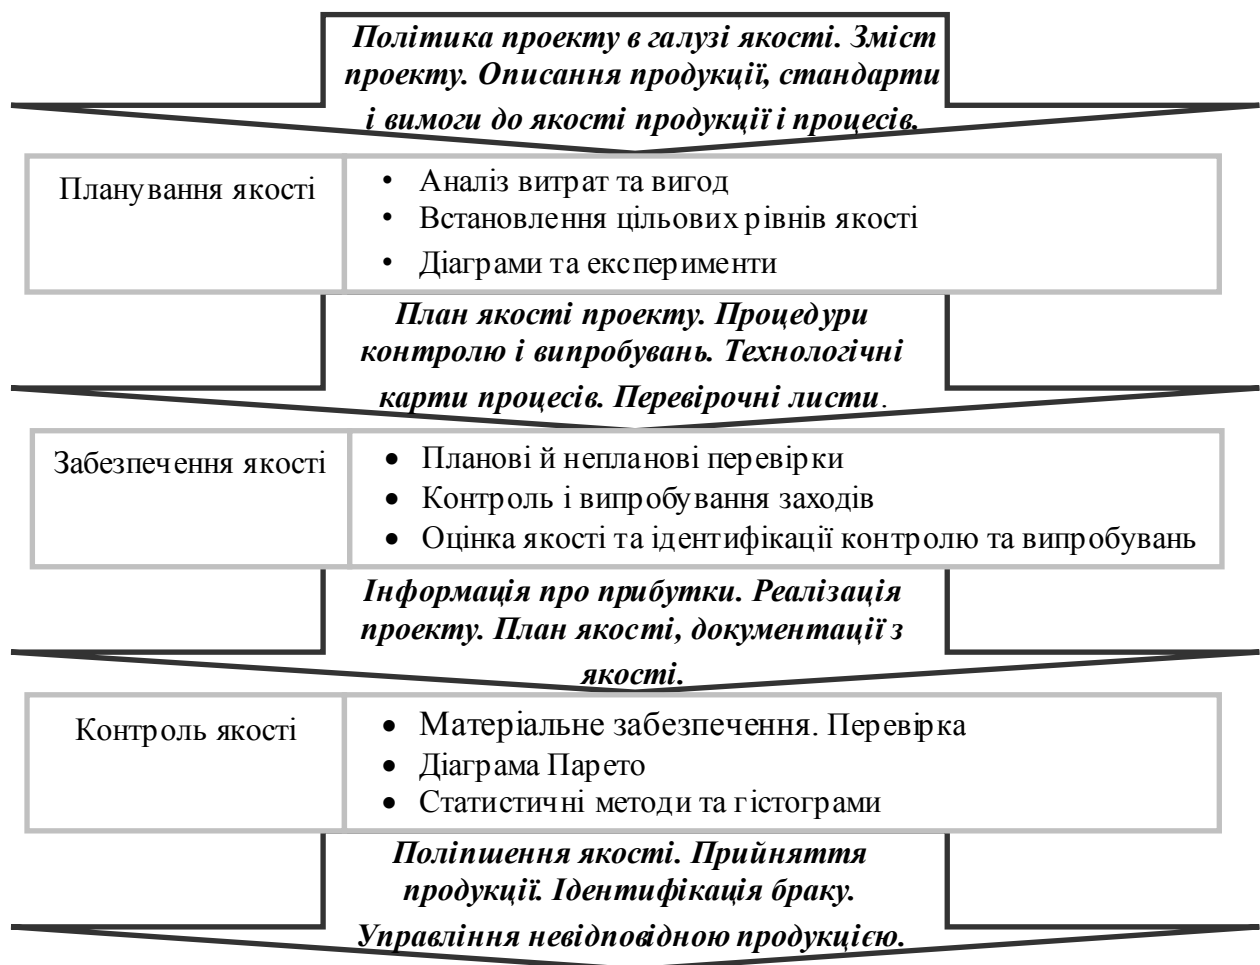 Політика проекту в галузі якості. Зміст
проекту. Описання продукції, стандарти
і вимоги до якості продукції і процесів.
Планування якості
• Аналіз витрат та вигод
• Встановлення цільових рівнів якості
• Діаграми та експерименти
План якості проекту. Процедури
контролю і випробувань. Технологічні
карти процесів. Перевірочні листи.
Забезпечення якості
• Планові й непланові перевірки
• Контроль і випробування заходів
• Оцінка якості та ідентифікації контролю та випробувань
Інформація про прибутки. Реалізація
проекту. План якості, документації з
якості.
Контроль якості
• Матеріальне забезпечення. Перевірка
• Діаграма Парето
• Статистичні методи та гістограми
Поліпшення якості. Прийняття
продукції. Ідентифікація браку.
Управління невідповідною продукцією.